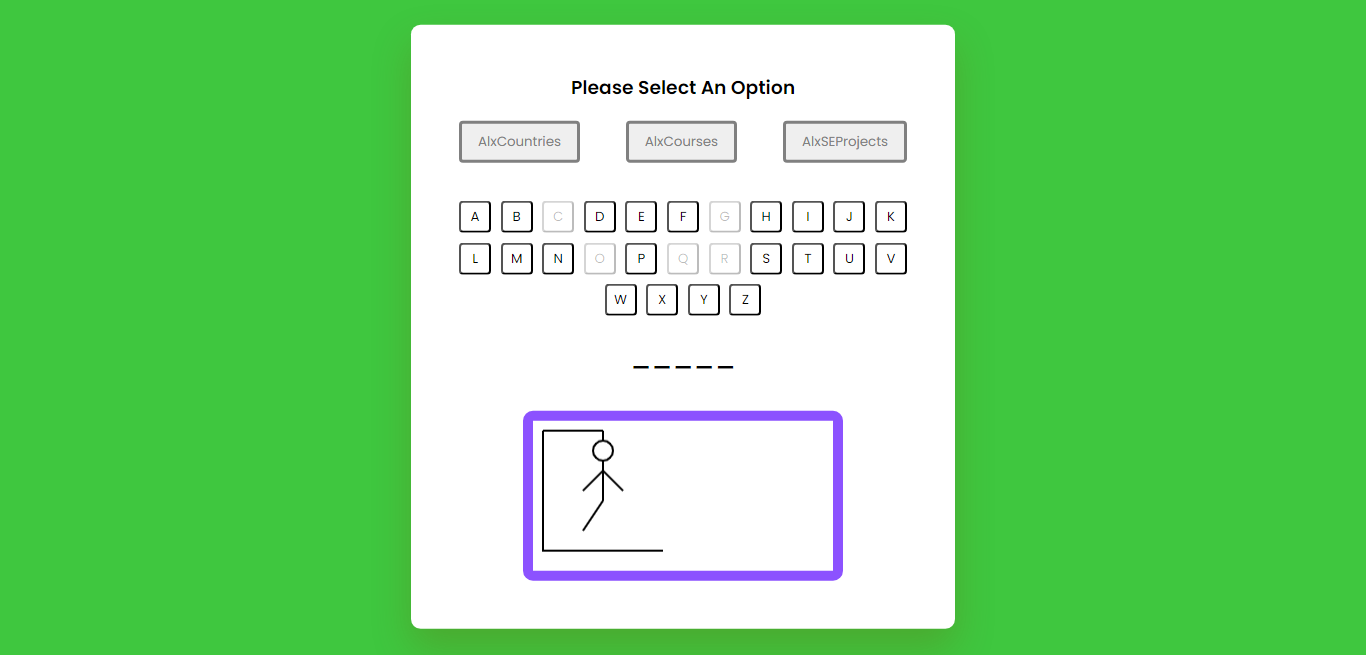 Please Select An Option
AlxCountries AlxCourses AlxSEProjects
A B C D E F G H I J K
L M N O P Q R S T U V
W X Y Z
_ _ _ _ _